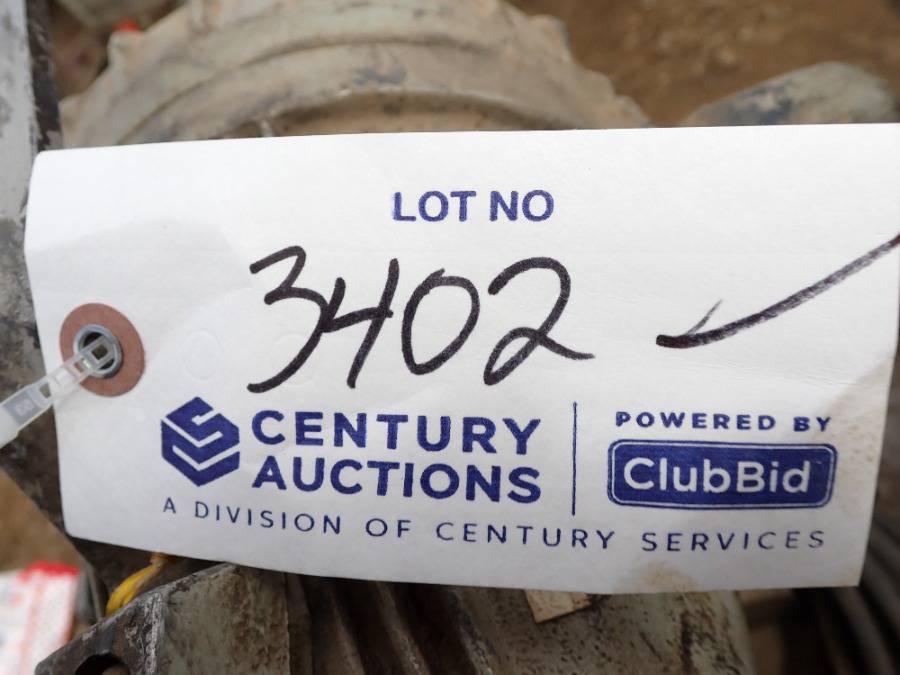 LOT NO
3402
CENTURY
AUCTIONS
A DIVISION OF CENTURY SERVICES
POWERED BY
ClubBid